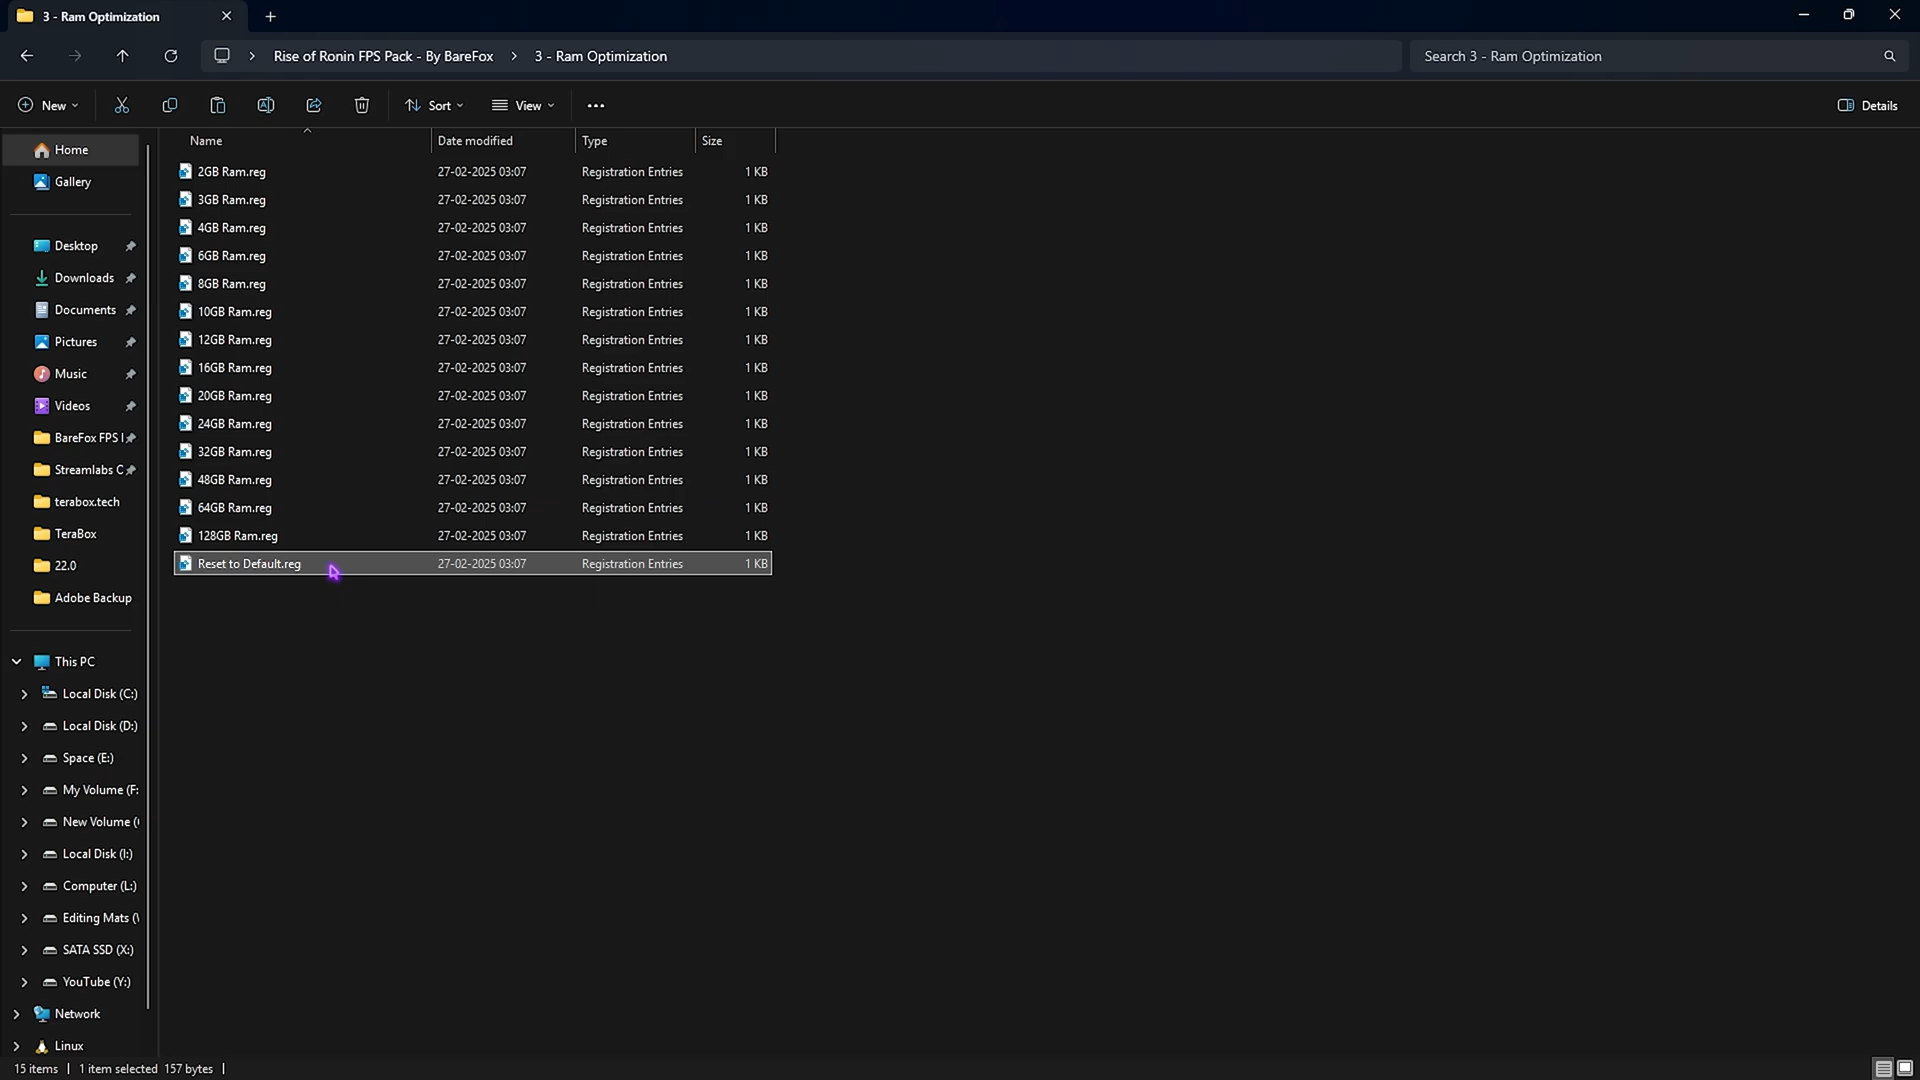 3 - Ram Optimization
Rise of Ronin FPS Pack - By BareFox > 3 - Ram Optimization
Search 3 - Ram Optimization
New
Sort
View
Details
Name Date modified Type Size
Home
Gallery
Desktop
Downloads
Documents
Pictures
Music
Videos
BareFox FPS I
Streamlabs C
terabox.tech
TeraBox
22.0
Adobe Backup
This PC
Local Disk (C:)
Local Disk (D:)
Space (E:)
My Volume (F:
New Volume (
Local Disk (I:)
Computer (L:)
Editing Mats (
SATA SSD (X:)
YouTube (Y:)
Network
Linux
2GB Ram.reg 27-02-2025 03:07 Registration Entries 1 KB
3GB Ram.reg 27-02-2025 03:07 Registration Entries 1 KB
4GB Ram.reg 27-02-2025 03:07 Registration Entries 1 KB
6GB Ram.reg 27-02-2025 03:07 Registration Entries 1 KB
8GB Ram.reg 27-02-2025 03:07 Registration Entries 1 KB
10GB Ram.reg 27-02-2025 03:07 Registration Entries 1 KB
12GB Ram.reg 27-02-2025 03:07 Registration Entries 1 KB
16GB Ram.reg 27-02-2025 03:07 Registration Entries 1 KB
20GB Ram.reg 27-02-2025 03:07 Registration Entries 1 KB
24GB Ram.reg 27-02-2025 03:07 Registration Entries 1 KB
32GB Ram.reg 27-02-2025 03:07 Registration Entries 1 KB
48GB Ram.reg 27-02-2025 03:07 Registration Entries 1 KB
64GB Ram.reg 27-02-2025 03:07 Registration Entries 1 KB
128GB Ram.reg 27-02-2025 03:07 Registration Entries 1 KB
Reset to Default.reg 27-02-2025 03:07 Registration Entries 1 KB
15 items | 1 item selected 157 bytes |